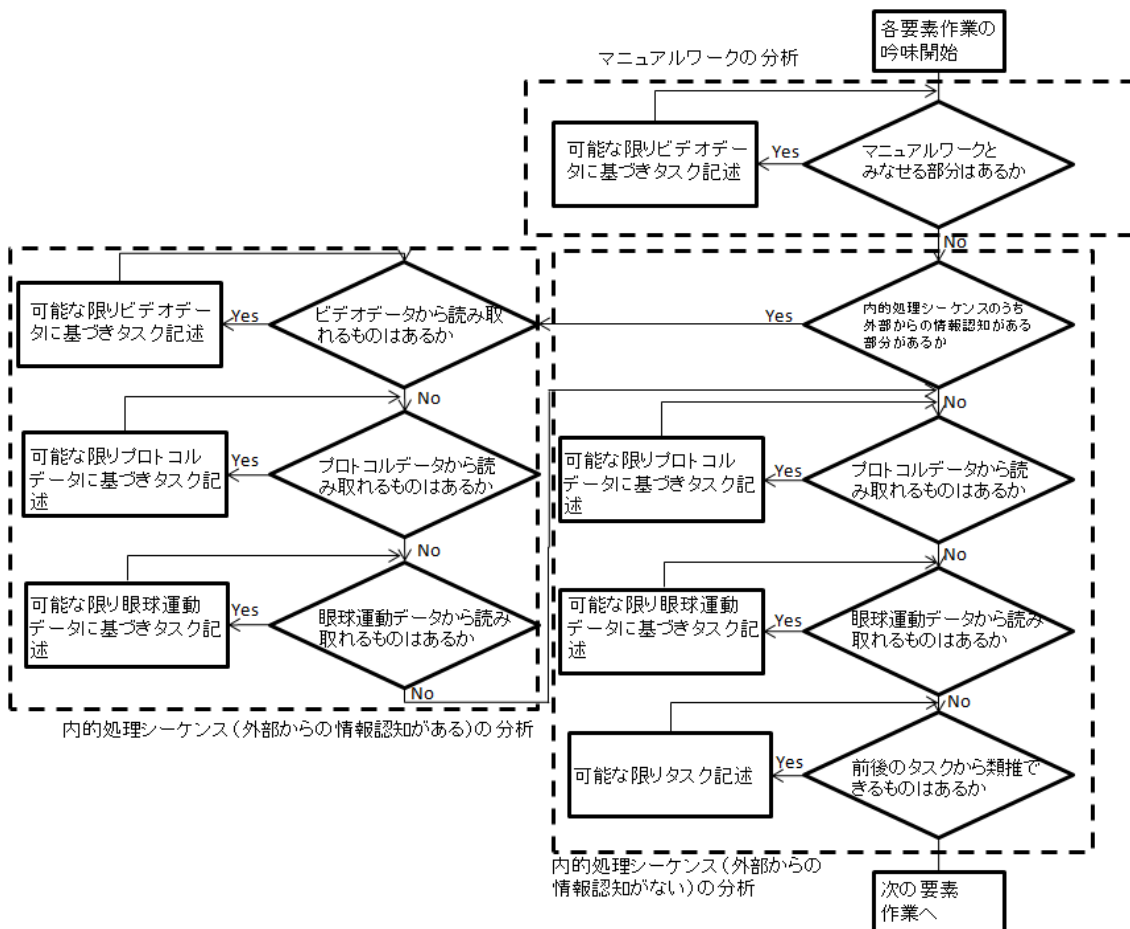 各要素作業の
吟味開始
マニュアルワークの分析
可能な限りビデオデー
タに基づきタスク記述
Yes
マニュアルワークと
みなせる部分はあるか
No
可能な限りビデオデー
タに基づきタスク記述
Yes
ビデオデータから読み取
れるものはあるか
Yes
内的処理シーケンスのうち
外部からの情報認知がある
部分があるか
No
No
可能な限りプロトコル
データに基づきタスク記
述
Yes
プロトコルデータから読
み取れるものはあるか
可能な限りプロトコル
データに基づきタスク記
述
Yes
プロトコルデータから読
み取れるものはあるか
No
No
可能な限り眼球運動
データに基づきタスク記
述
Yes
眼球運動データから読み
取れるものはあるか
可能な限り眼球運動
データに基づきタスク記
述
Yes
眼球運動データから読み
取れるものはあるか
No
No
内的処理シーケンス(外部からの情報認知がある)の分析
可能な限りタスク記述
Yes
前後のタスクから類推で
きるものはあるか
内的処理シーケンス(外部からの
情報認知がない)の分析
次の要素
作業へ